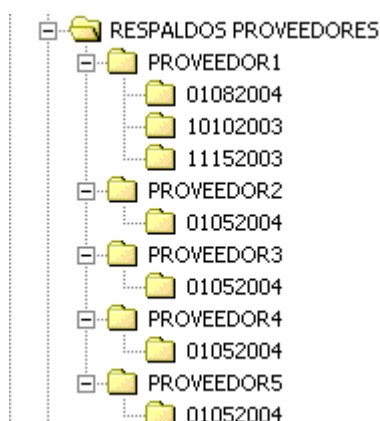 RESPALDOS PROVEEDORES
PROVEEDOR1
01082004
10102003
11152003
PROVEEDOR2
01052004
PROVEEDOR3
01052004
PROVEEDOR4
01052004
PROVEEDOR5
01052004